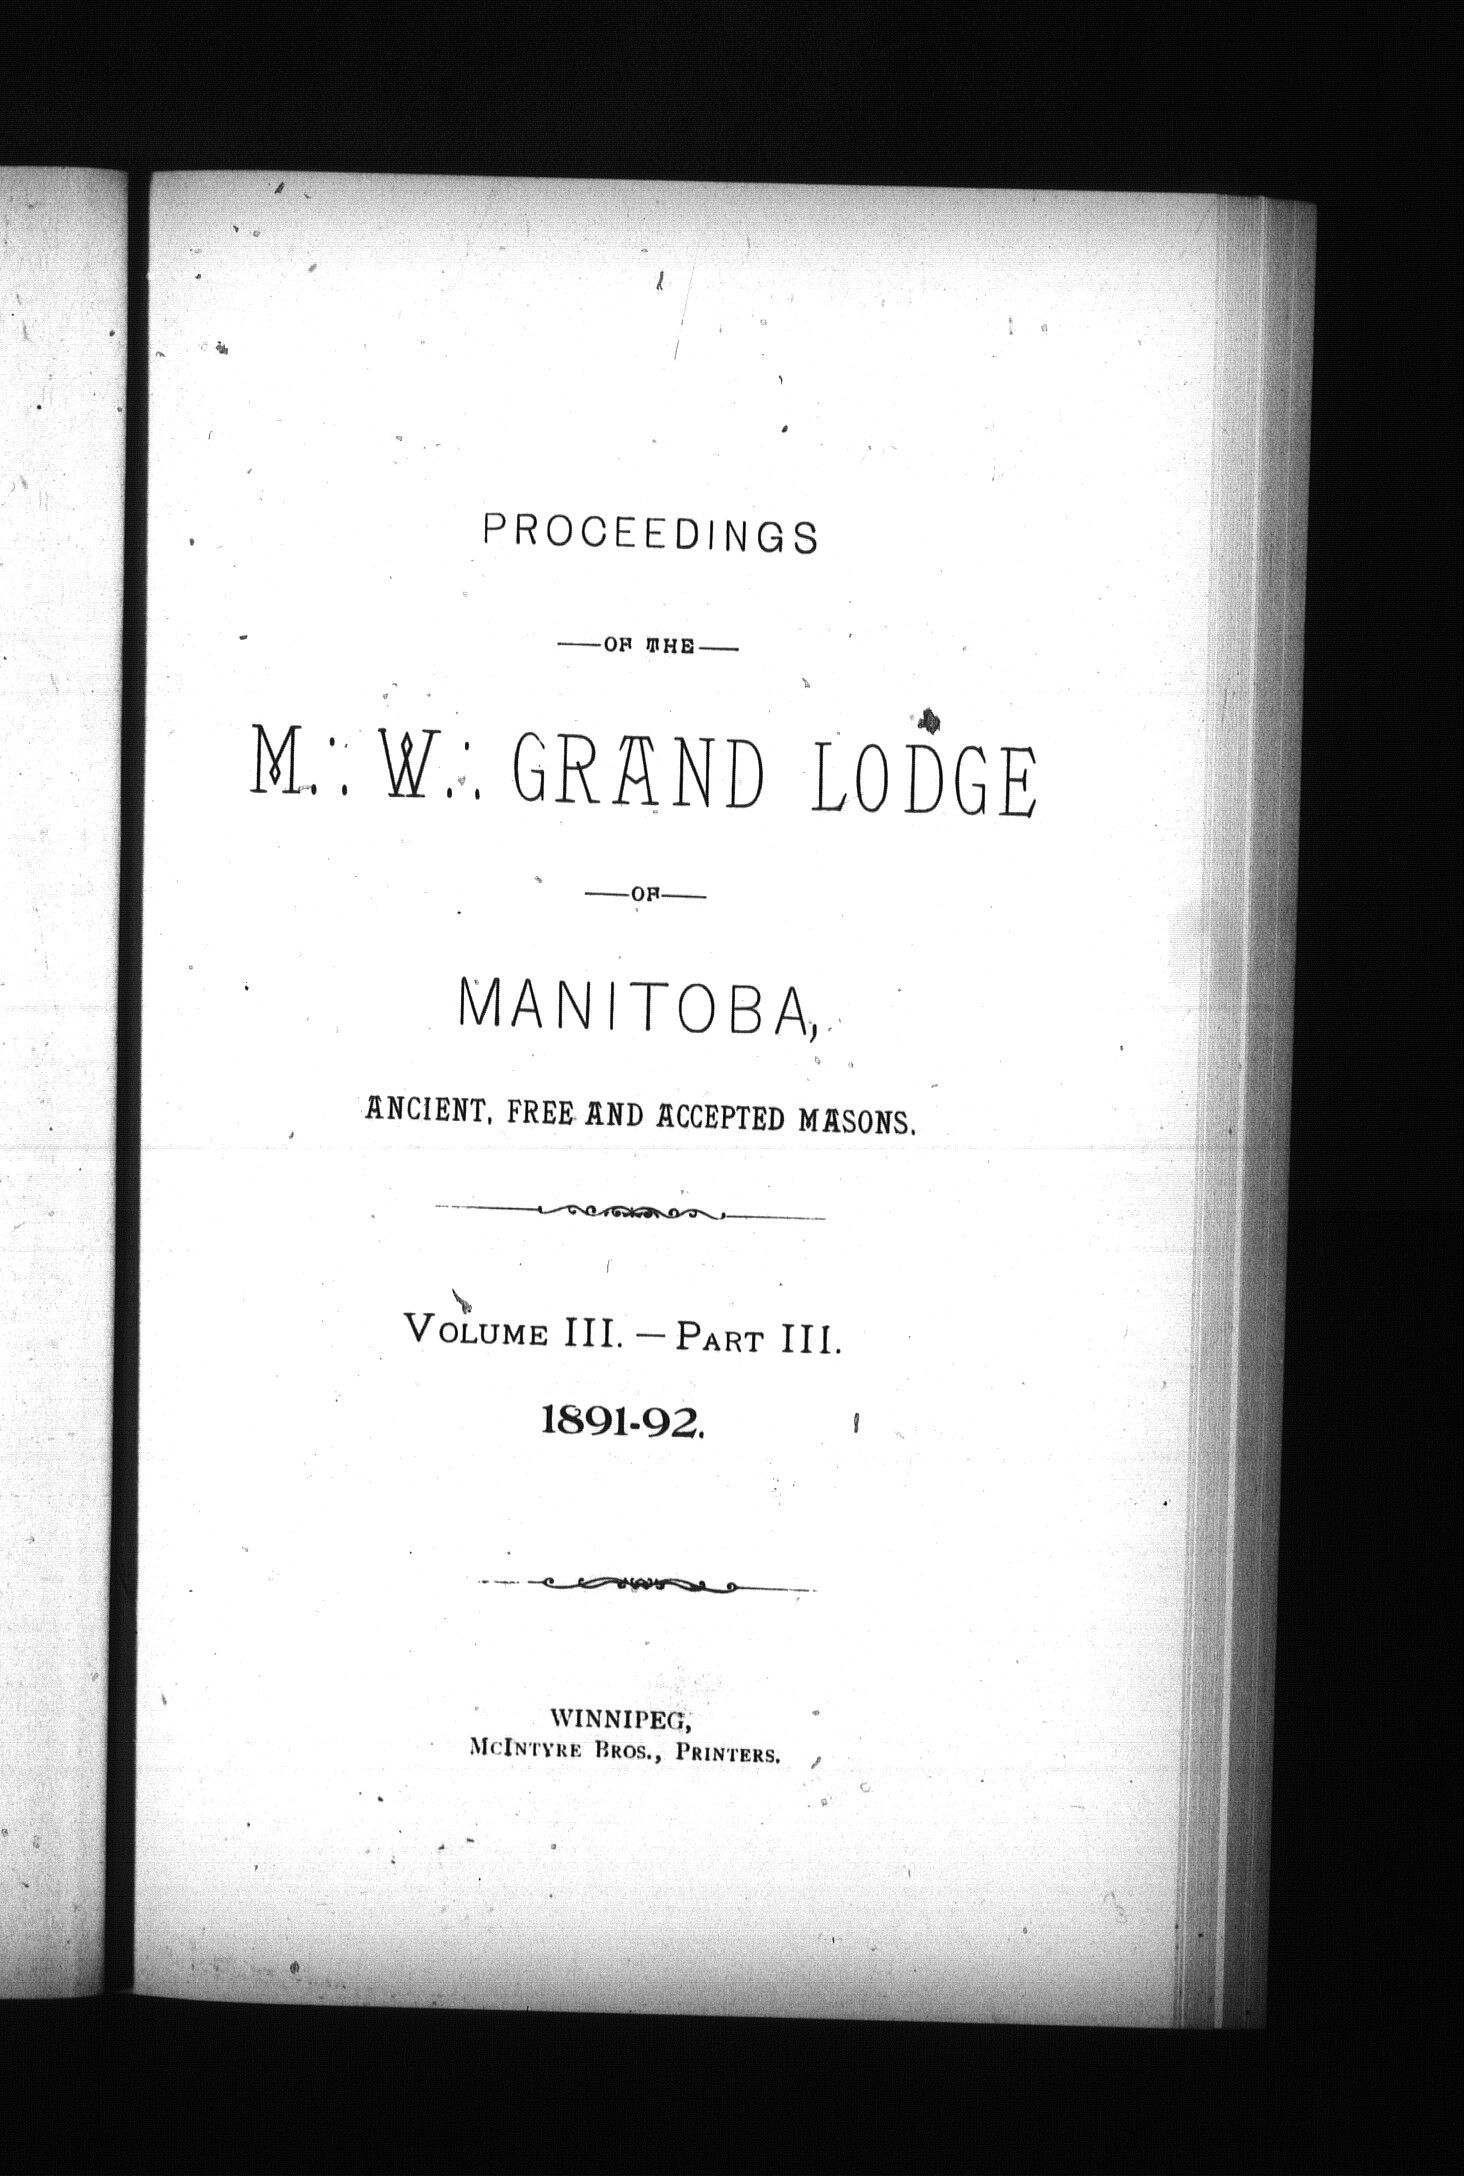 PROCEEDINGS
—OF THE—
M.∴ W.∴ GRAND LODGE
—OF—
MANITOBA,
ANCIENT, FREE AND ACCEPTED MASONS.
VOLUME III. — PART III.
1891-92.
WINNIPEG,
McINTYRE BROS., PRINTERS.